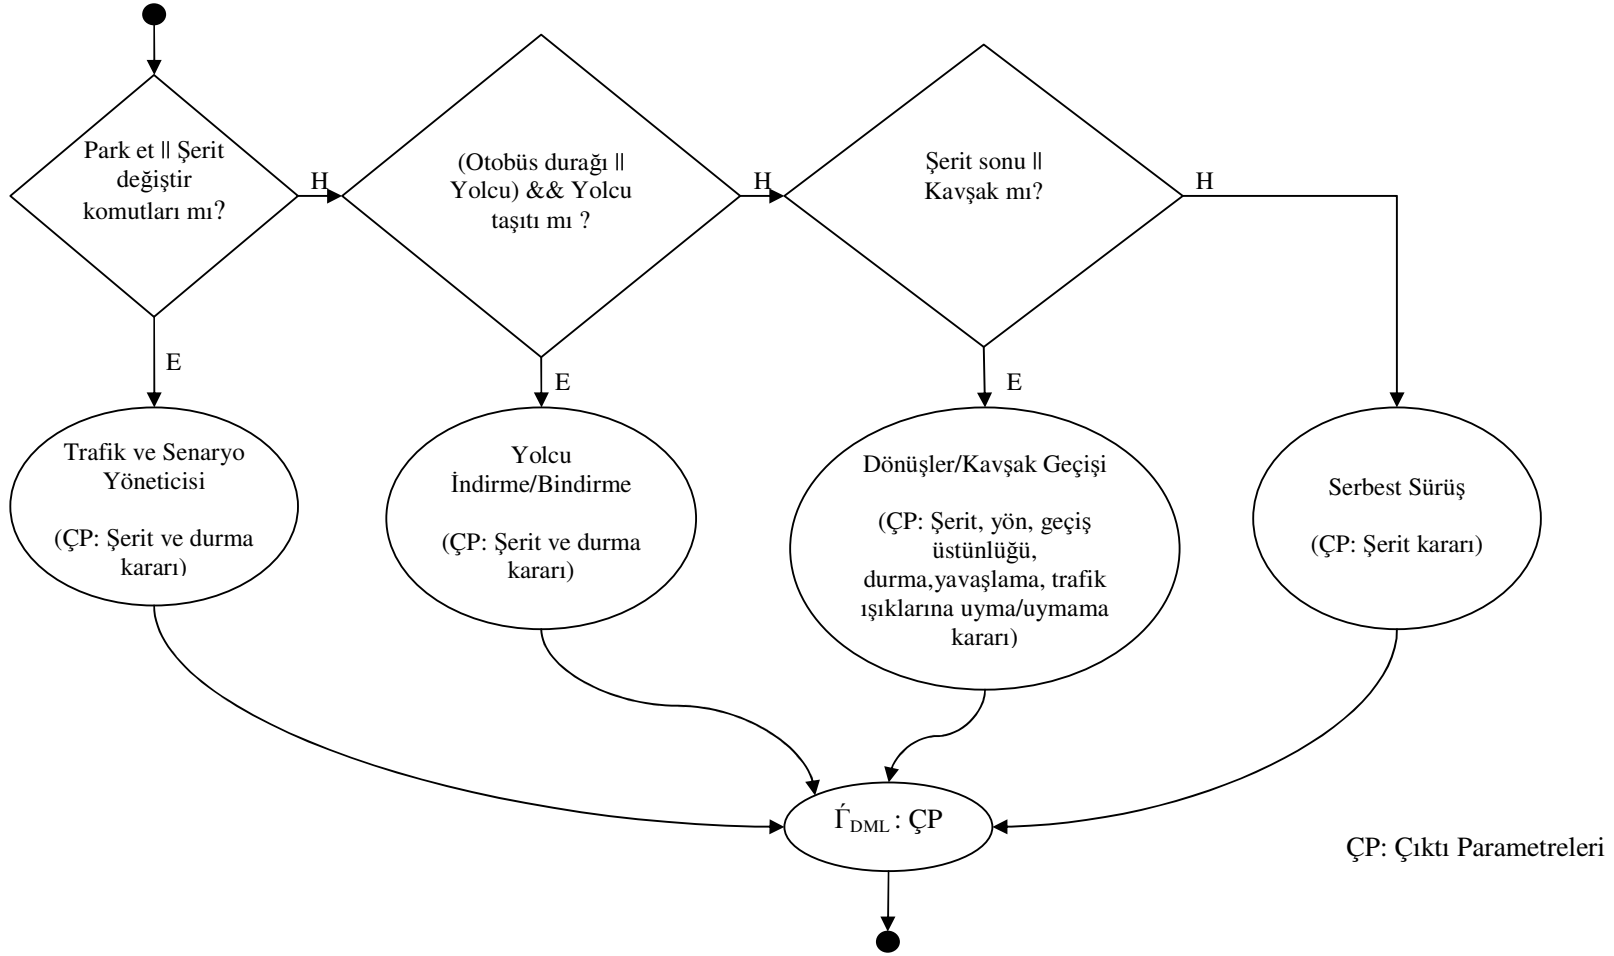 Park et || Şerit
değiştir
komutları mı?
H
(Otobüs durağı ||
Yolcu) && Yolcu
taşıtı mı ?
H
Şerit sonu ||
Kavşak mı?
H
E
E
E
Trafik ve Senaryo
Yöneticisi
(ÇP: Şerit ve durma
kararı)
Yolcu
İndirme/Bindirme
(ÇP: Şerit ve durma
kararı)
Dönüşler/Kavşak Geçişi
(ÇP: Şerit, yön, geçiş
üstünlüğü,
durma,yavaşlama, trafik
ışıklarına uyma/uymama
kararı)
Serbest Sürüş
(ÇP: Şerit kararı)
Γ́DML : ÇP
ÇP: Çıktı Parametreleri